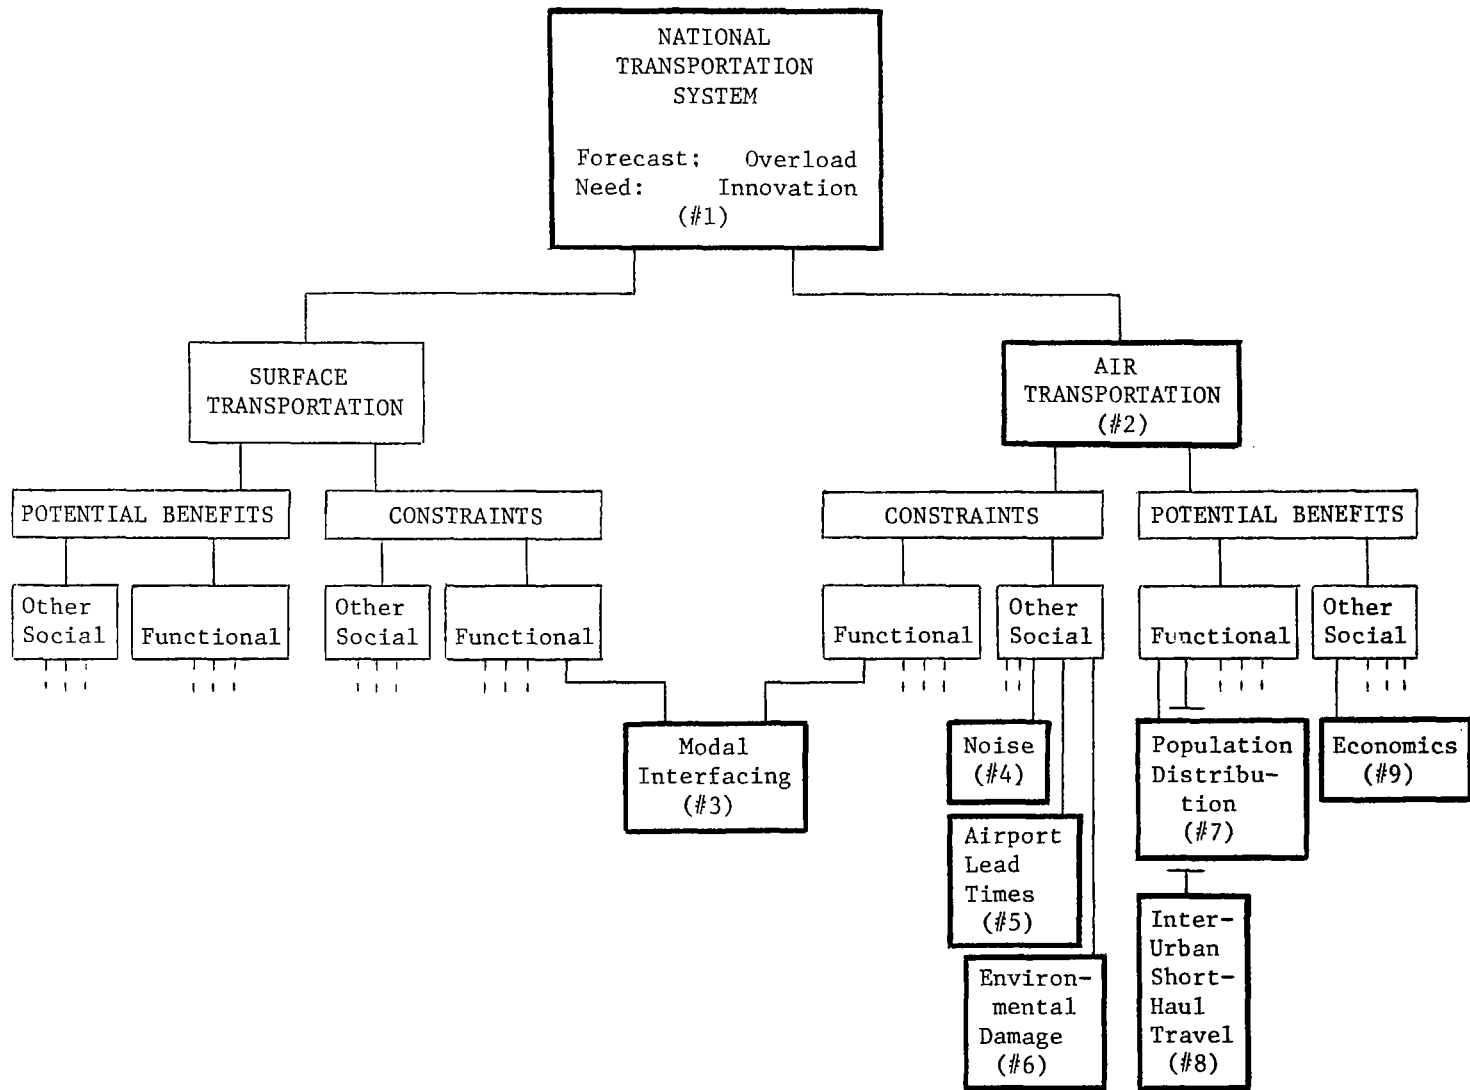 NATIONAL
TRANSPORTATION
SYSTEM
Forecast: Overload
Need: Innovation
(#1)
SURFACE
TRANSPORTATION
AIR
TRANSPORTATION
(#2)
POTENTIAL BENEFITS
CONSTRAINTS
CONSTRAINTS
POTENTIAL BENEFITS
Other
Social
Functional
Other
Social
Functional
Functional
Other
Social
Functional
Other
Social
Modal
Interfacing
(#3)
Noise
(#4)
Population
Distribu-
tion
(#7)
Economics
(#9)
Airport
Lead
Times
(#5)
Inter-
Urban
Short-
Haul
Travel
(#8)
Environ-
mental
Damage
(#6)